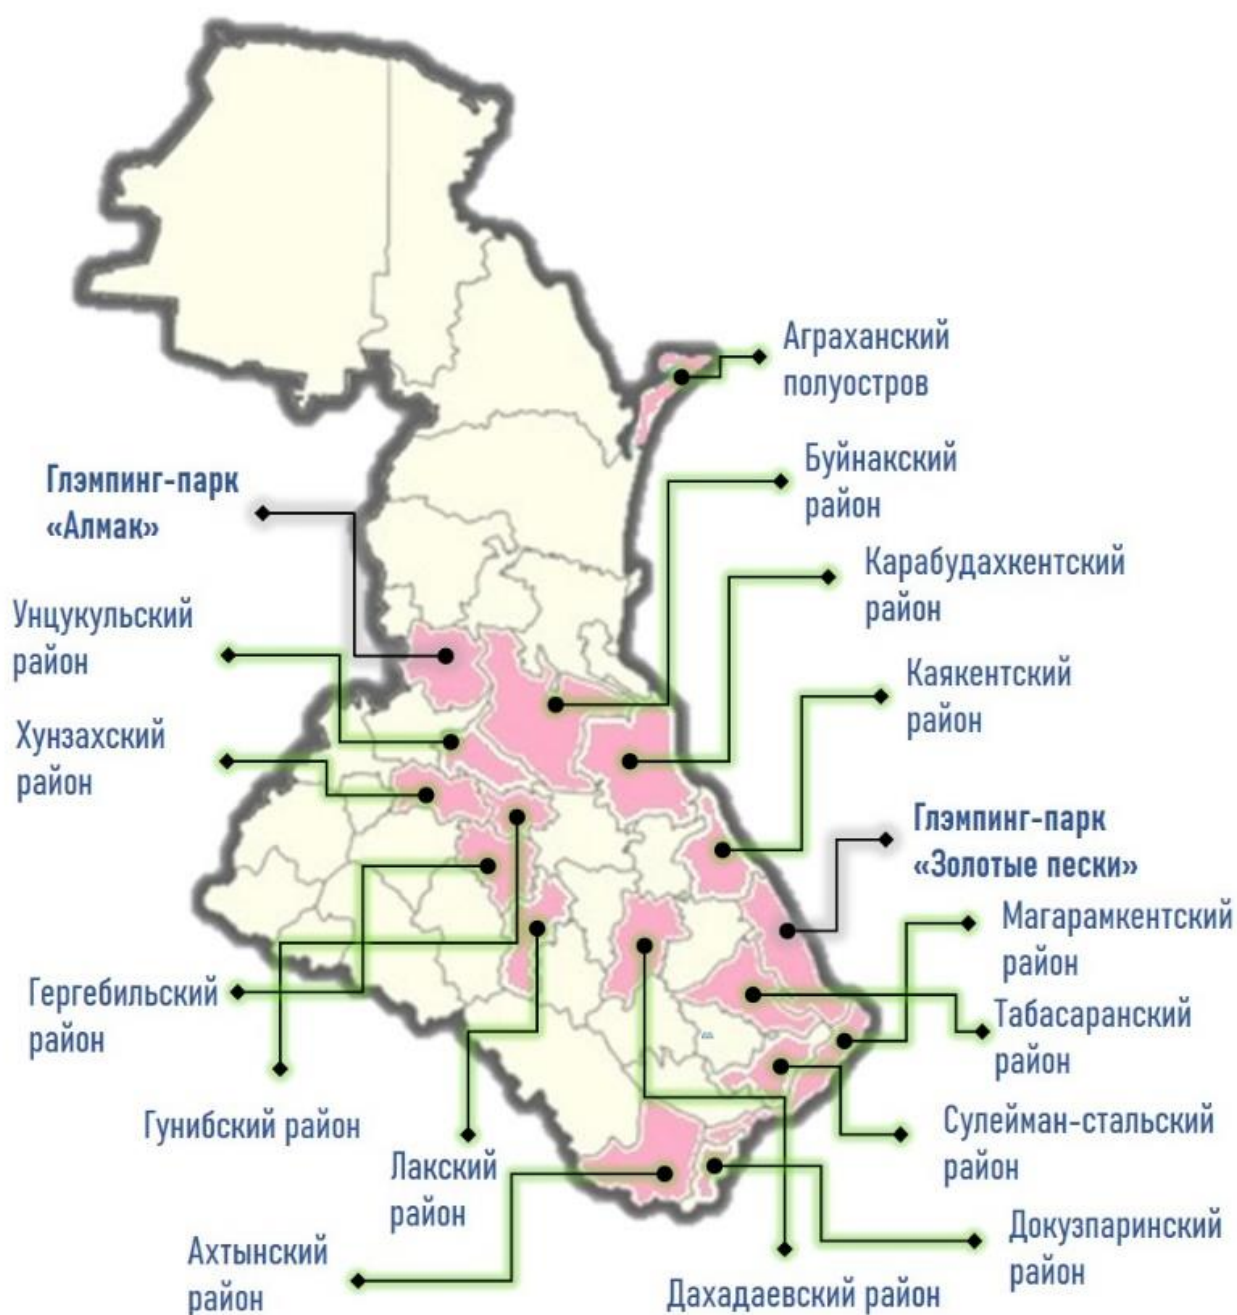 Аграханский
полуостров
Буйнакский
район
Глэмпинг-парк
«Алмак»
Карабудахкентский
район
Унцукульский
район
Каякентский
район
Хунзахский
район
Глэмпинг-парк
«Золотые пески»
Магарамкентский
район
Гергебильский
район
Табасаранский
район
Гунибский район
Сулейман-стальский
район
Лакский
район
Докузпаринский
район
Ахтынский
район
Дахадаевский район